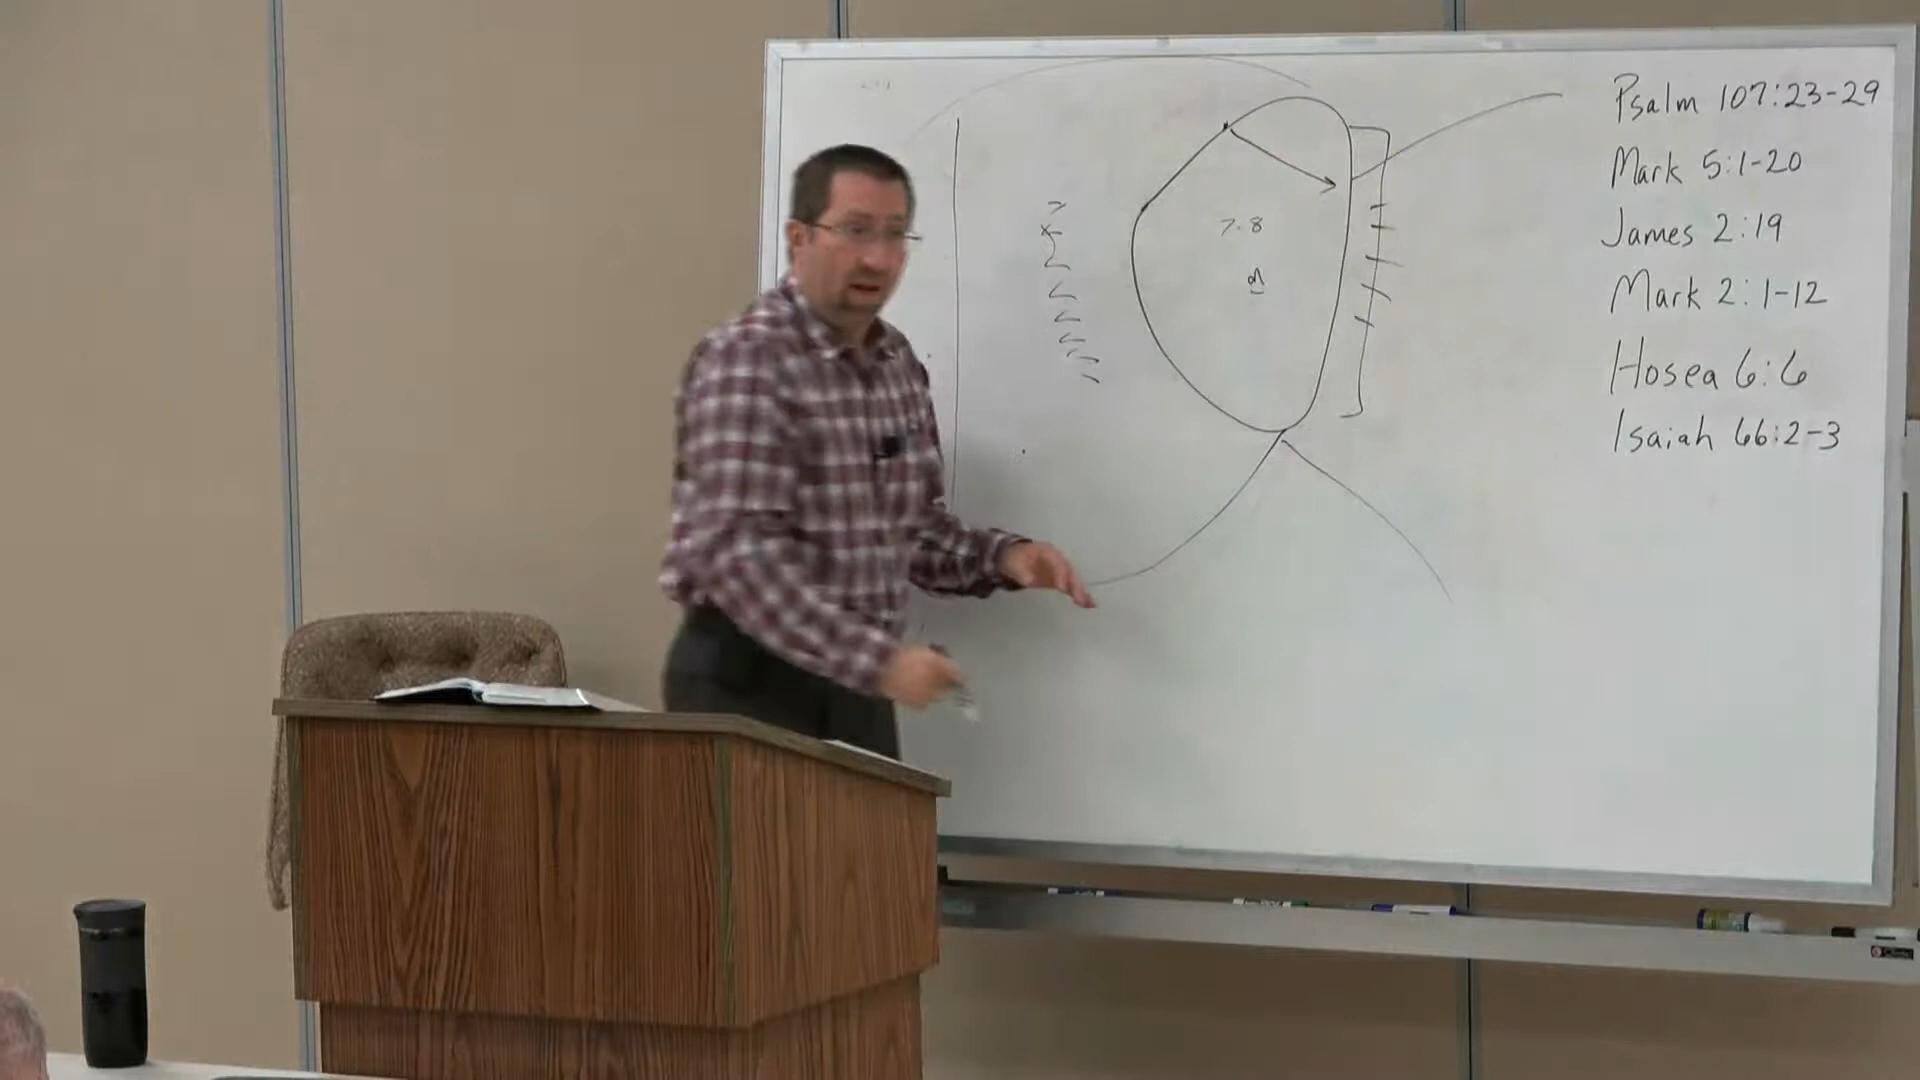 7.8
Psalm 107:23-29
Mark 5:1-20
James 2:19
Mark 2:1-12
Hosea 6:6
Isaiah 66:2-3